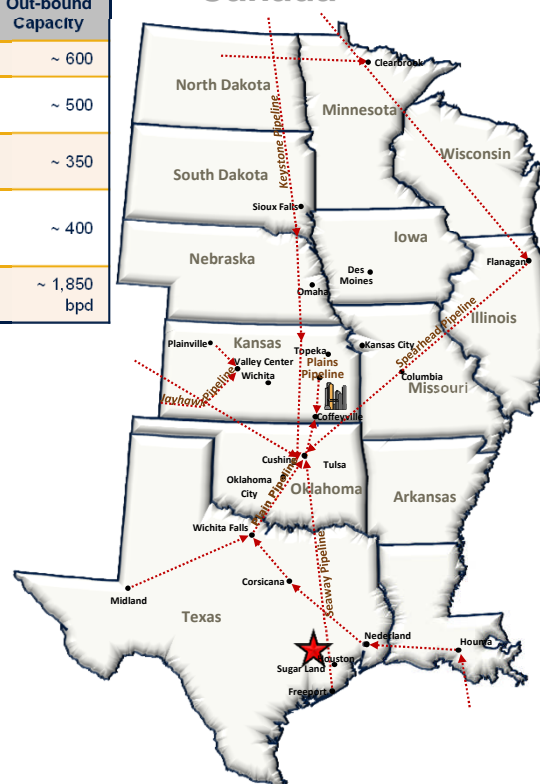 Out-bound
Capacity
~ 600
~ 500
~ 350
~ 400
~ 1,850
bpd
Canada
North Dakota
Clearbrook
Minnesota
Keystone Pipeline
Wisconsin
South Dakota
Sioux Falls
Iowa
Nebraska
Des
Moines
Flanagan
Omaha
Illinois
Spearhead Pipeline
Plainville
Kansas
Topeka
Kansas City
Valley Center
Plains
Pipeline
Wichita
Columbia
Missouri
Jayhawk Pipeline
Coffeyville
Cushing
Tulsa
Oklahoma
City
Oklahoma
Plain Pipeline
Arkansas
Wichita Falls
Seaway Pipeline
Corsicana
Midland
Texas
Nederland
Houma
Houston
Sugar Land
Freeport